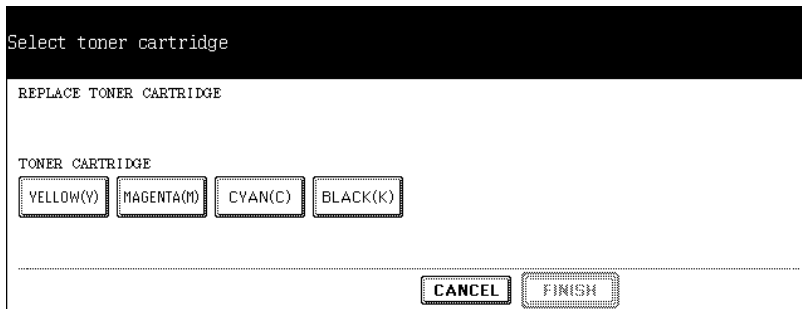 Select toner cartridge
REPLACE TONER CARTRIDGE
TONER CARTRIDGE
YELLOW(Y) MAGENTA(M) CYAN(C) BLACK(K)
CANCEL FINISH